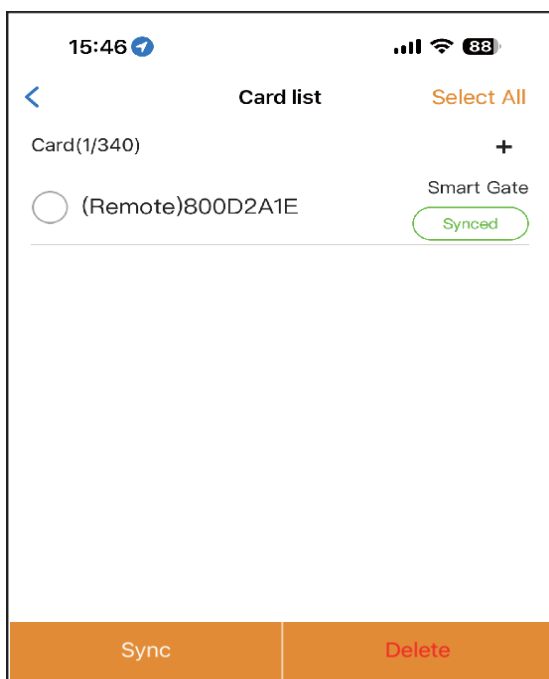 15:46 88
Card list Select All
Card(1/340) +
Smart Gate
(Remote)800D2A1E
Synced
Sync Delete